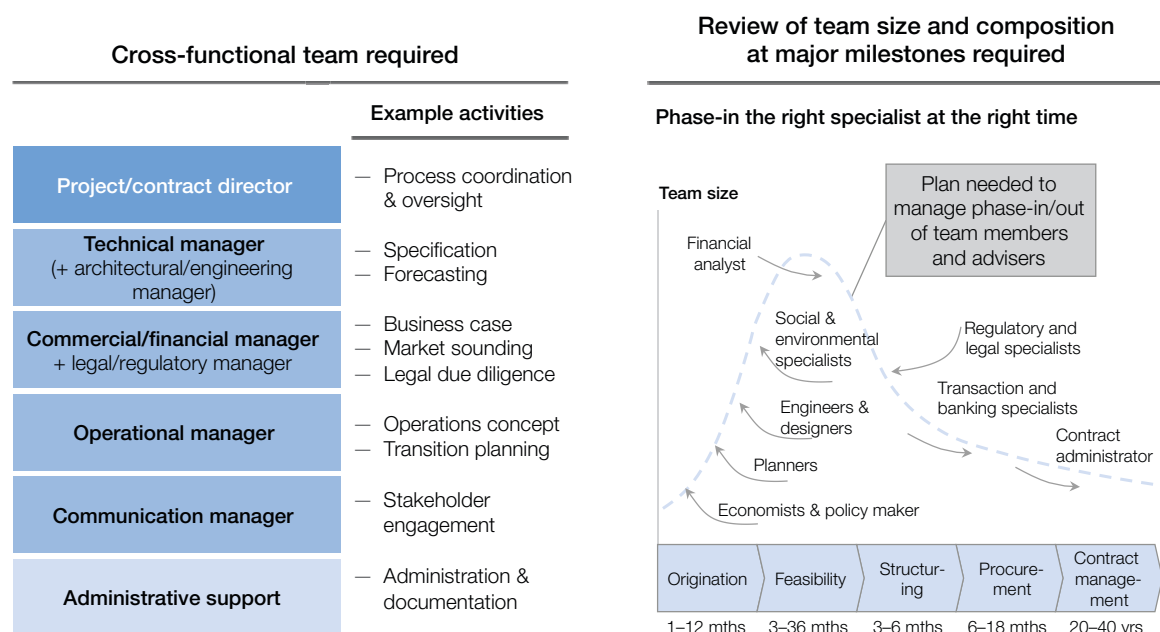 Cross-functional team required
Example activities
Project/contract director
— Process coordination
& oversight
Technical manager
(+ architectural/engineering
manager)
— Specification
— Forecasting
Commercial/financial manager
+ legal/regulatory manager
— Business case
— Market sounding
— Legal due diligence
Operational manager
— Operations concept
— Transition planning
Communication manager
— Stakeholder
engagement
Administrative support
— Administration &
documentation
Review of team size and composition
at major milestones required
Phase-in the right specialist at the right time
Team size
Plan needed to
manage phase-in/out
of team members
and advisers
Financial
analyst
Social &
environmental
specialists
Regulatory and
legal specialists
Engineers &
designers
Transaction and
banking specialists
Planners
Contract
administrator
Economists & policy maker
Origination
Feasibility
Structur-
ing
Procure-
ment
Contract
manage-
ment
1–12 mths
3–36 mths
3–6 mths
6–18 mths
20–40 yrs